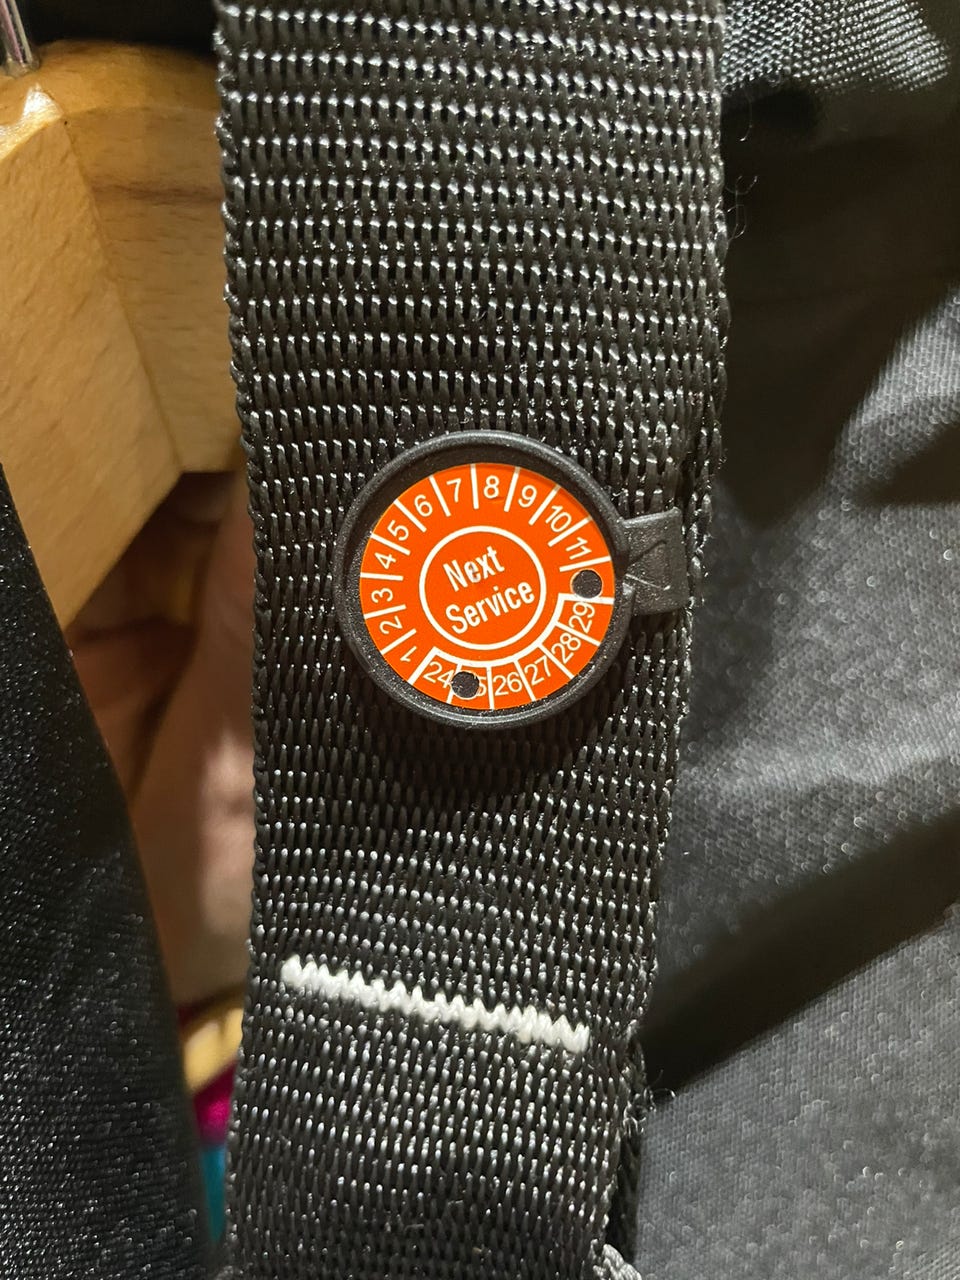 1 2 3 4 5 6 7 8 9 10 11
Next
Service
24 26 27 28 29